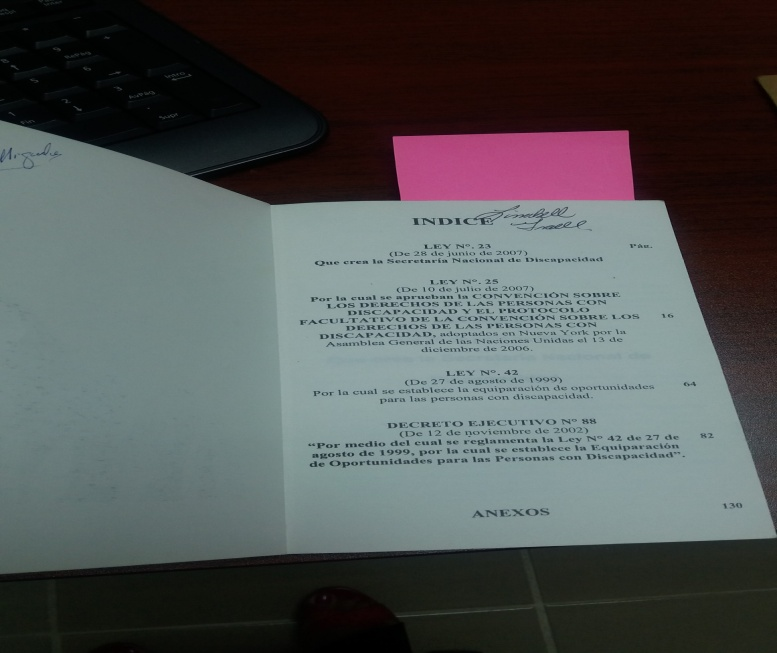 INDICE
LEY Nº. 23
Pág.
(De 28 de junio de 2007)
Que crea la Secretaría Nacional de Discapacidad
LEY Nº. 25
(De 10 de julio de 2007)
Por la cual se aprueban la CONVENCIÓN SOBRE
LOS DERECHOS DE LAS PERSONAS CON
DISCAPACIDAD Y EL PROTOCOLO
FACULTATIVO DE LA CONVENCIÓN SOBRE LOS 16
DERECHOS DE LAS PERSONAS CON
DISCAPACIDAD, adoptados en Nueva York por la
Asamblea General de las Naciones Unidas el 13 de
diciembre de 2006.
LEY Nº. 42
(De 27 de agosto de 1999) 64
Por la cual se establece la equiparación de oportunidades
para las personas con discapacidad.
DECRETO EJECUTIVO Nº 88
(De 12 de noviembre de 2002) 82
“Por medio del cual se reglamenta la Ley Nº 42 de 27 de
agosto de 1999, por la cual se establece la Equiparación
de Oportunidades para las Personas con Discapacidad”.
ANEXOS 130
Intro
AvPág
Fin
Supr